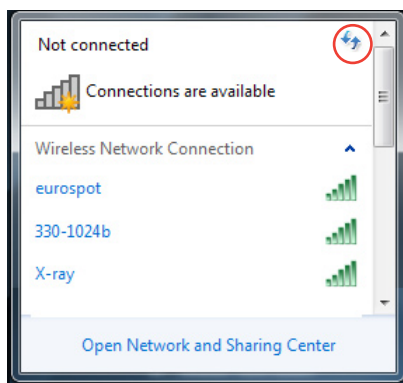 Not connected
Connections are available
Wireless Network Connection
eurospot
330-1024b
X-ray
Open Network and Sharing Center